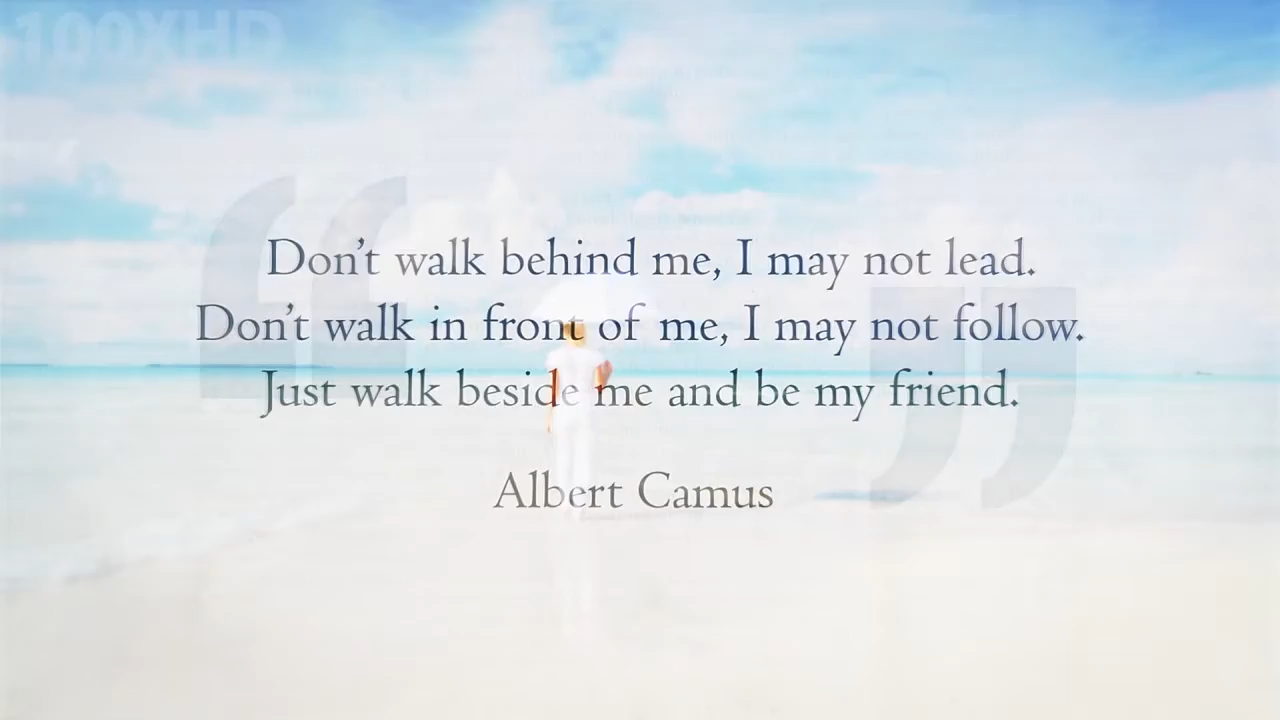 100XHD
Don't walk behind me, I may not lead.
Don't walk in front of me, I may not follow.
Just walk beside me and be my friend.
Albert Camus